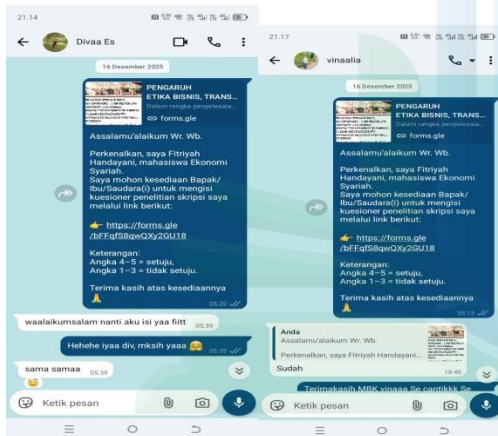 21.14
Divaa Es
16 Desember 2025
PENGARUH
ETIKA BISNIS, TRANS...
Dalam rangka penyelesaia...
forms.gle
Assalamu'alaikum Wr. Wb.
Perkenalkan, saya Fitriyah
Handayani, mahasiswa Ekonomi
Syariah.
Saya mohon kesediaan Bapak/
Ibu/Saudara(i) untuk mengisi
kuesioner penelitian skripsi saya
melalui link berikut:
👉 https://forms.gle
/bFFqfS8qwQXy2GU18
Keterangan:
Angka 4–5 = setuju,
Angka 1–3 = tidak setuju.
Terima kasih atas kesediaannya
🙏
05.20
waalaikumsalam nanti aku isi yaa fiitt
05.39
Hehehe iyaa div, mksih yaaa
05.39
sama samaa
05.39
Ketik pesan
21.17
vinaalia
16 Desember 2025
PENGARUH
ETIKA BISNIS, TRANS...
Dalam rangka penyelesaia...
forms.gle
Assalamu'alaikum Wr. Wb.
Perkenalkan, saya Fitriyah
Handayani, mahasiswa Ekonomi
Syariah.
Saya mohon kesediaan Bapak/
Ibu/Saudara(i) untuk mengisi
kuesioner penelitian skripsi saya
melalui link berikut:
👉 https://forms.gle
/bFFqfS8qwQXy2GU18
Keterangan:
Angka 4–5 = setuju,
Angka 1–3 = tidak setuju.
Terima kasih atas kesediaannya
🙏
05.13
Anda
Assalamu'alaikum Wr. Wb.
Perkenalkan, saya Fitriyah Handayani...
Sudah
18.45
Terimakasih MBK vinaaa Se cantikkk Se
Ketik pesan